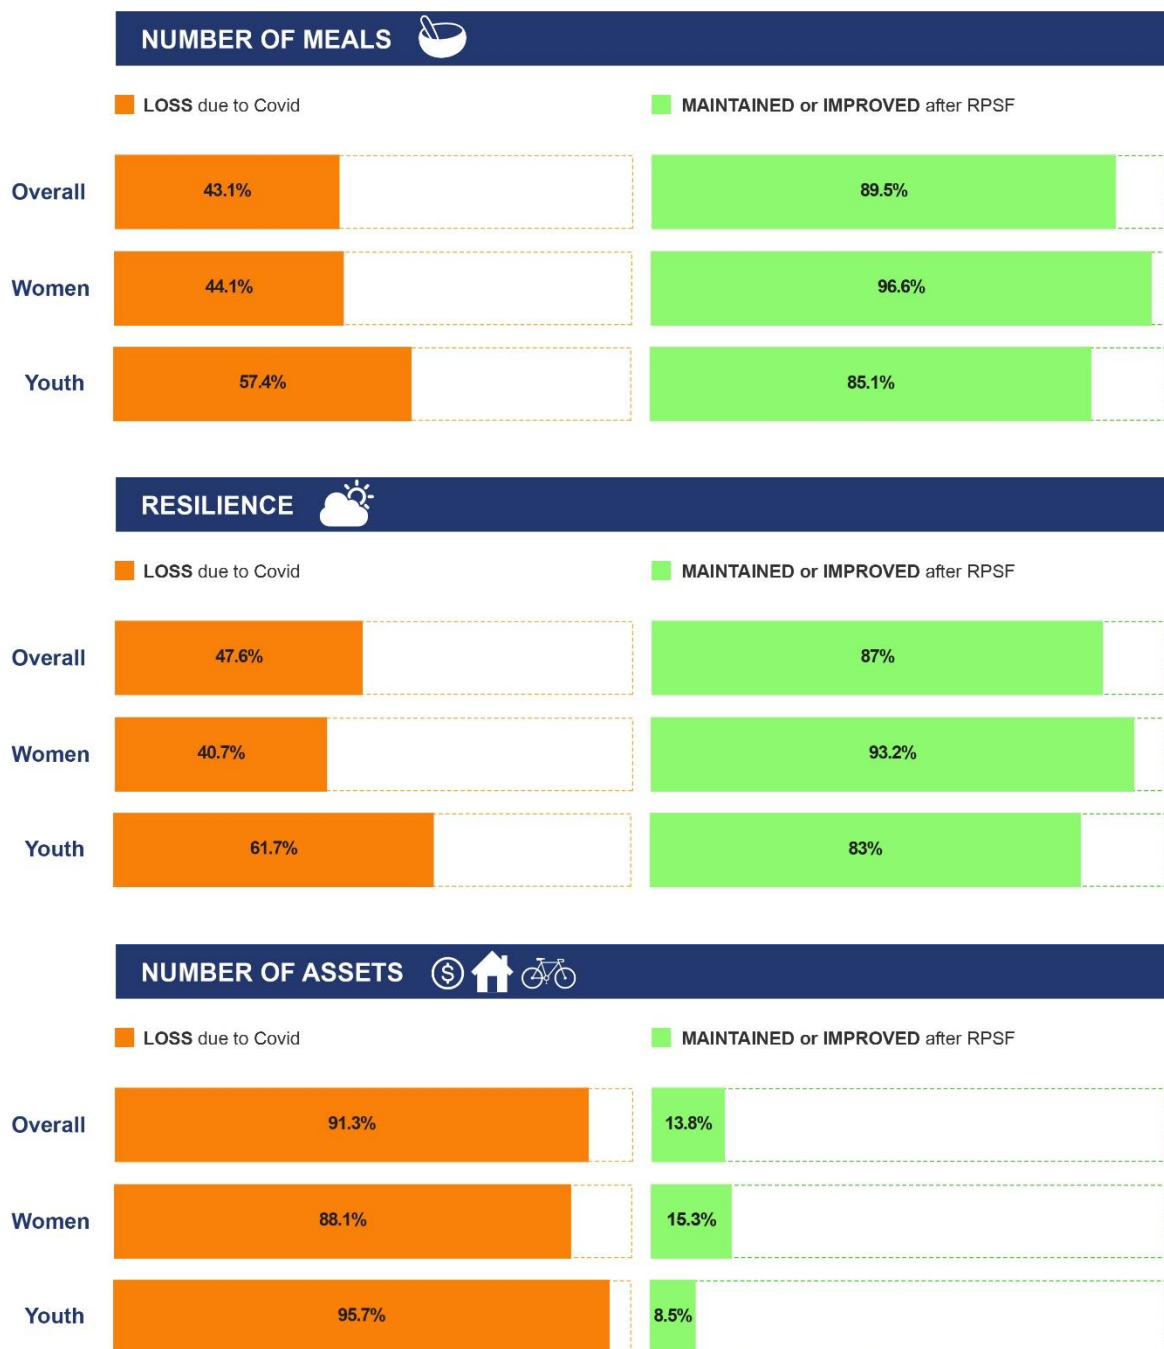 NUMBER OF MEALS
LOSS due to Covid
MAINTAINED or IMPROVED after RPSF
Overall 43.1% 89.5%
Women 44.1% 96.6%
Youth 57.4% 85.1%
RESILIENCE
LOSS due to Covid
MAINTAINED or IMPROVED after RPSF
Overall 47.6% 87%
Women 40.7% 93.2%
Youth 61.7% 83%
NUMBER OF ASSETS $
LOSS due to Covid
MAINTAINED or IMPROVED after RPSF
Overall 91.3% 13.8%
Women 88.1% 15.3%
Youth 95.7% 8.5%